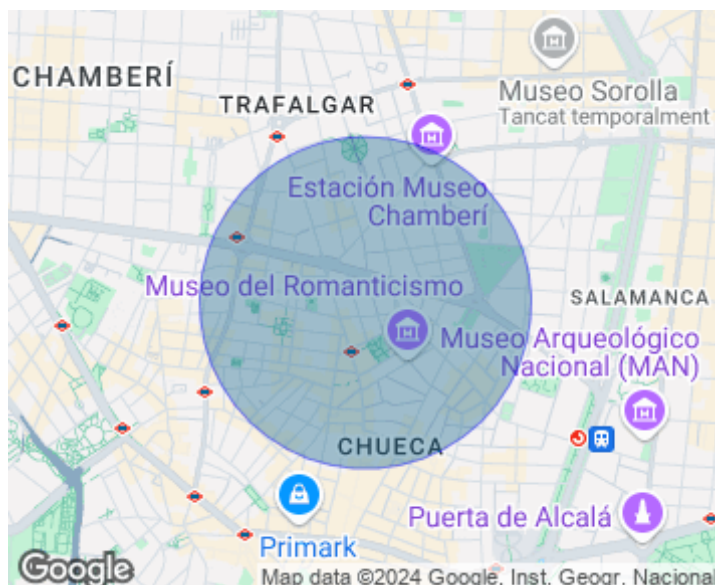 CHAMBERÍ
TRAFALGAR
Museo Sorolla
Tancat temporalment
Estación Museo
Chamberí
Museo del Romanticismo
SALAMANCA
Museo Arqueológico
Nacional (MAN)
CHUECA
Puerta de Alcalá
Primark
Google
Map data ©2024 Google, Inst. Geogr. Nacional